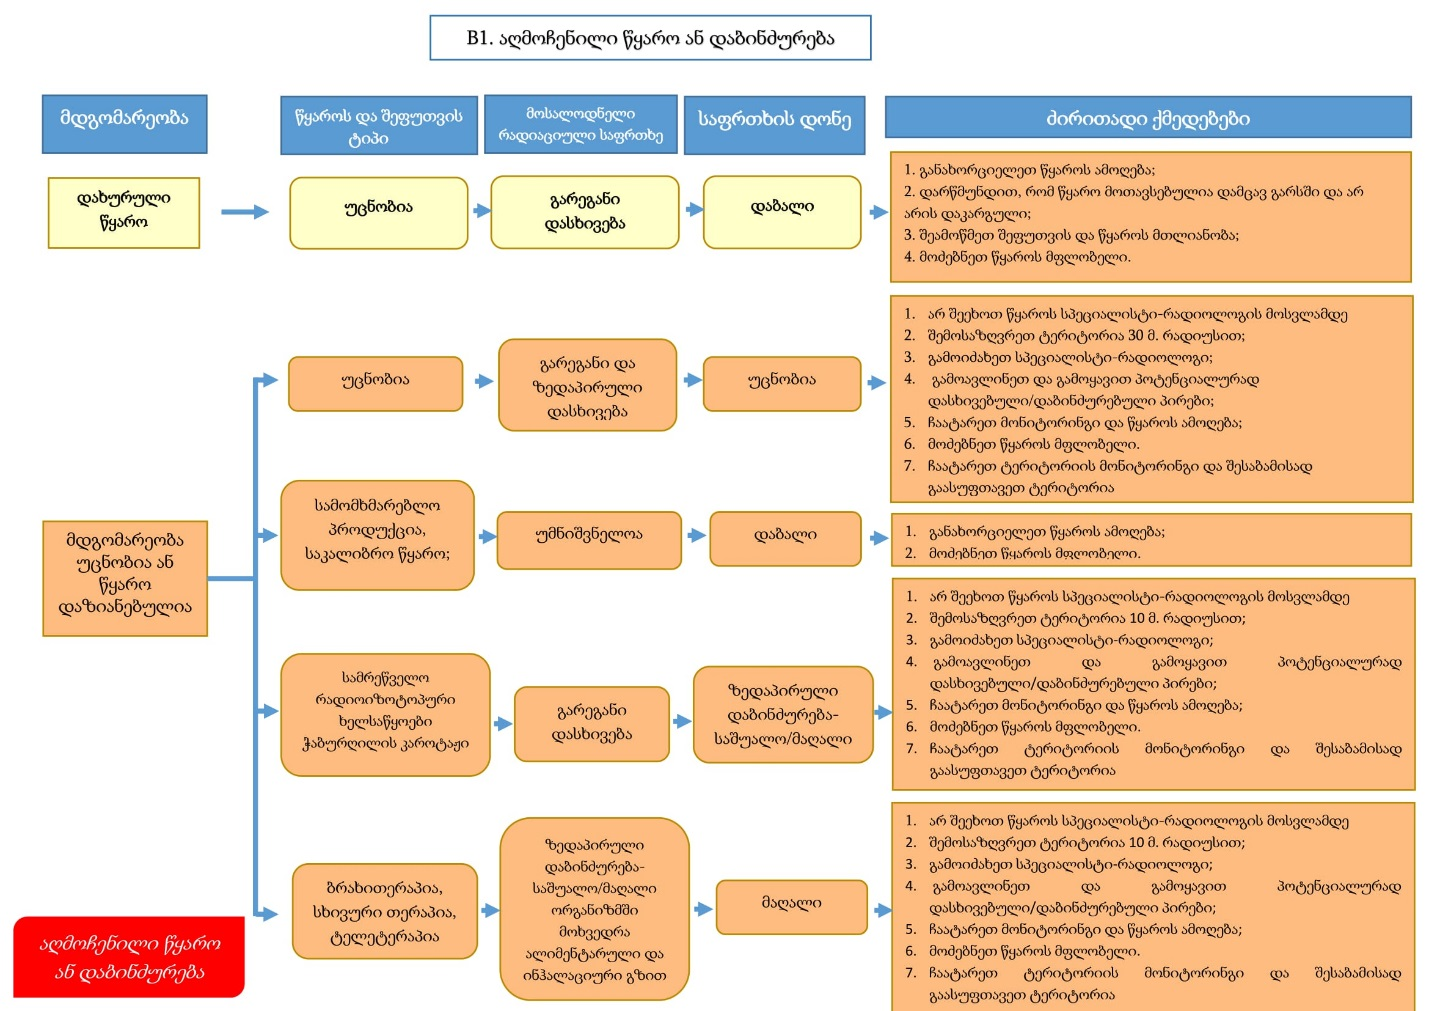 B1. აღმოჩენილი წყარო ან დაბინძურება
მდგომარეობა
წყაროს და შეფუთვის
ტიპი
მოსალოდნელი
რადიაციული საფრთხე
საფრთხის დონე
ძირითადი ქმედებები
დახურული
წყარო
უცნობია
გარეგანი
დასხივება
დაბალი
1. განახორციელეთ წყაროს ამოღება;
2. დარწმუნდით, რომ წყარო მოთავსებულია დამცავ გარსში და არ
არის დაკარგული;
3. შეამოწმეთ შეფუთვის და წყაროს მთლიანობა;
4. მოძებნეთ წყაროს მფლობელი.
მდგომარეობა
უცნობია ან
წყარო
დაზიანებულია
უცნობია
გარეგანი და
ზედაპირული
დასხივება
უცნობია
1. არ შეეხოთ წყაროს სპეციალისტი-რადიოლოგის მოსვლამდე
2. შემოსაზღვრეთ ტერიტორია 30 მ. რადიუსით;
3. გამოიძახეთ სპეციალისტი-რადიოლოგი;
4. გამოავლინეთ და გამოყავით პოტენციალურად
დასხივებული/დაბინძურებული პირები;
5. ჩაატარეთ მონიტორინგი და წყაროს ამოღება;
6. მოძებნეთ წყაროს მფლობელი.
7. ჩაატარეთ ტერიტორიის მონიტორინგი და შესაბამისად
გაასუფთავეთ ტერიტორია
სამომხმარებლო
პროდუქცია,
საკალიბრო წყარო;
უმნიშვნელოა
დაბალი
1. განახორციელეთ წყაროს ამოღება;
2. მოძებნეთ წყაროს მფლობელი.
სამრეწველო
რადიოიზოტოპური
ხელსაწყოები
ჭაბურღილის კაროტაჟი
გარეგანი
დასხივება
ზედაპირული
დაბინძურება-
საშუალო/მაღალი
1. არ შეეხოთ წყაროს სპეციალისტი-რადიოლოგის მოსვლამდე
2. შემოსაზღვრეთ ტერიტორია 10 მ. რადიუსით;
3. გამოიძახეთ სპეციალისტი-რადიოლოგი;
4. გამოავლინეთ და გამოყავით პოტენციალურად
დასხივებული/დაბინძურებული პირები;
5. ჩაატარეთ მონიტორინგი და წყაროს ამოღება;
6. მოძებნეთ წყაროს მფლობელი.
7. ჩაატარეთ ტერიტორიის მონიტორინგი და შესაბამისად
გაასუფთავეთ ტერიტორია
ბრახითერაპია,
სხივური თერაპია,
ტელეტერაპია
ზედაპირული
დაბინძურება-
საშუალო/მაღალი
ორგანიზმში
მოხვედრა
ალიმენტარული და
ინჰალაციური გზით
მაღალი
1. არ შეეხოთ წყაროს სპეციალისტი-რადიოლოგის მოსვლამდე
2. შემოსაზღვრეთ ტერიტორია 10 მ. რადიუსით;
3. გამოიძახეთ სპეციალისტი-რადიოლოგი;
4. გამოავლინეთ და გამოყავით პოტენციალურად
დასხივებული/დაბინძურებული პირები;
5. ჩაატარეთ მონიტორინგი და წყაროს ამოღება;
6. მოძებნეთ წყაროს მფლობელი.
7. ჩაატარეთ ტერიტორიის მონიტორინგი და შესაბამისად
გაასუფთავეთ ტერიტორია
აღმოჩენილი წყარო
ან დაბინძურება